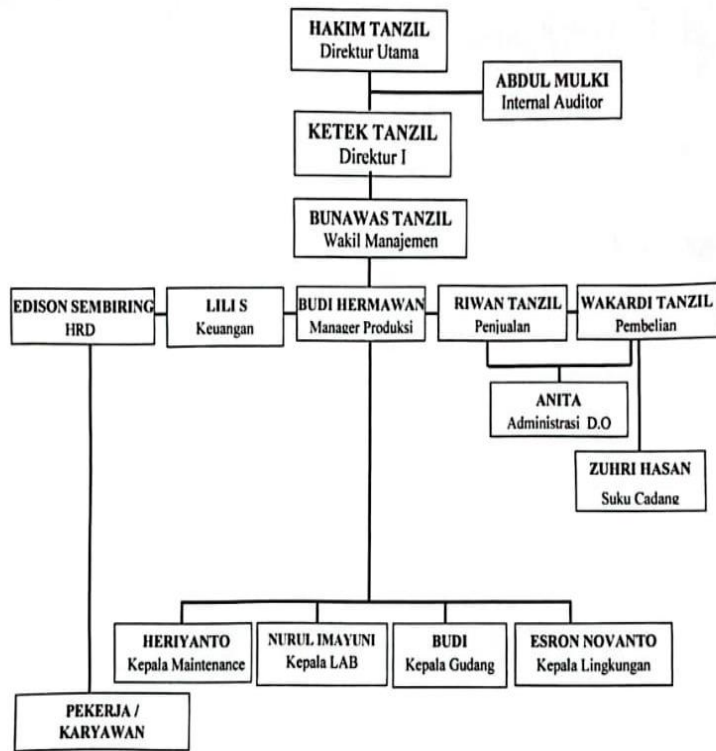 HAKIM TANZIL
Direktur Utama
ABDUL MULKI
Internal Auditor
KETEK TANZIL
Direktur I
BUNAWAS TANZIL
Wakil Manajemen
EDISON SEMBIRING
HRD
LILI S
Keuangan
BUDI HERMAWAN
Manager Produksi
RIWAN TANZIL
Penjualan
WAKARDI TANZIL
Pembelian
ANITA
Administrasi D.O
ZUHRI HASAN
Suku Cadang
HERIYANTO
Kepala Maintenance
NURUL IMAYUNI
Kepala LAB
BUDI
Kepala Gudang
ESRON NOVANTO
Kepala Lingkungan
PEKERJA /
KARYAWAN